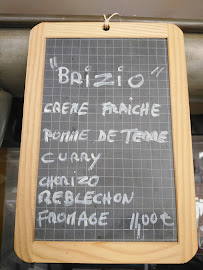 "BRIZIO"
CREME FRAICHE
POMME DE TERRE
CURRY
CHORIZO
REBLECHON
FROMAGE 11,00€